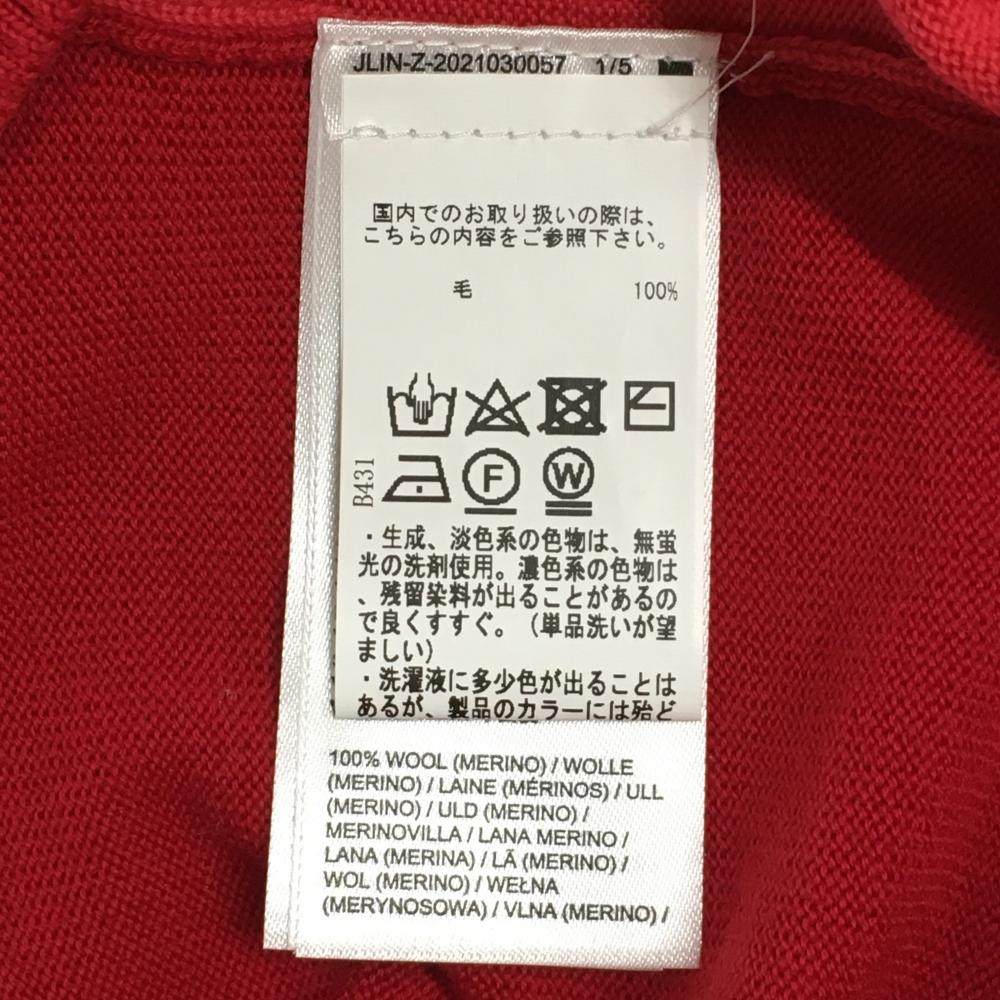 JLIN-Z-2021030057 1/5
国内でのお取り扱いの際は、
こちらの内容をご参照下さい。
毛 100%
B431
F W
・生成、淡色系の色物は、無蛍
光の洗剤使用。濃色系の色物は
、残留染料が出ることがあるの
で良くすすぐ。（単品洗いが望
ましい）
・洗濯液に多少色が出ることは
あるが、製品のカラーには殆ど
100% WOOL (MERINO) / WOLLE
(MERINO) / LAINE (MÉRINOS) / ULL
(MERINO) / ULD (MERINO) /
MERINOVILLA / LANA MERINO /
LANA (MERINA) / LÃ (MERINO) /
WOL (MERINO) / WEŁNA
(MERYNOSOWA) / VLNA (MERINO) /